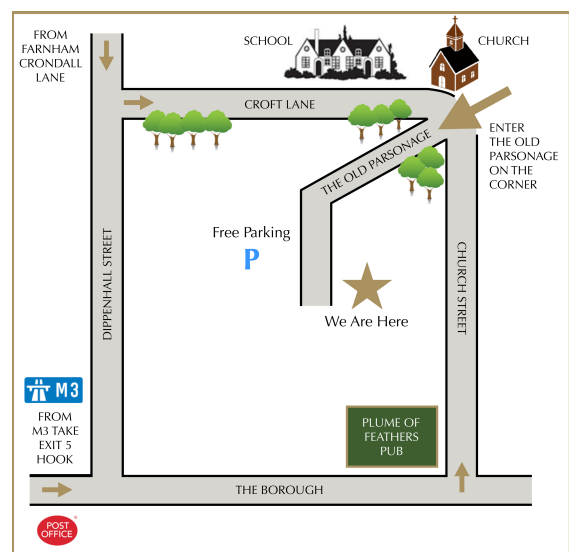 FROM
FARNHAM
CRONDALL
LANE
SCHOOL
CHURCH
CROFT LANE
ENTER
THE OLD
PARSONAGE
ON THE
CORNER
THE OLD PARSONAGE
Free Parking
P
We Are Here
DIPPENHALL STREET
CHURCH STREET
M3
FROM
M3 TAKE
EXIT 5
HOOK
PLUME OF
FEATHERS
PUB
THE BOROUGH
POST
OFFICE